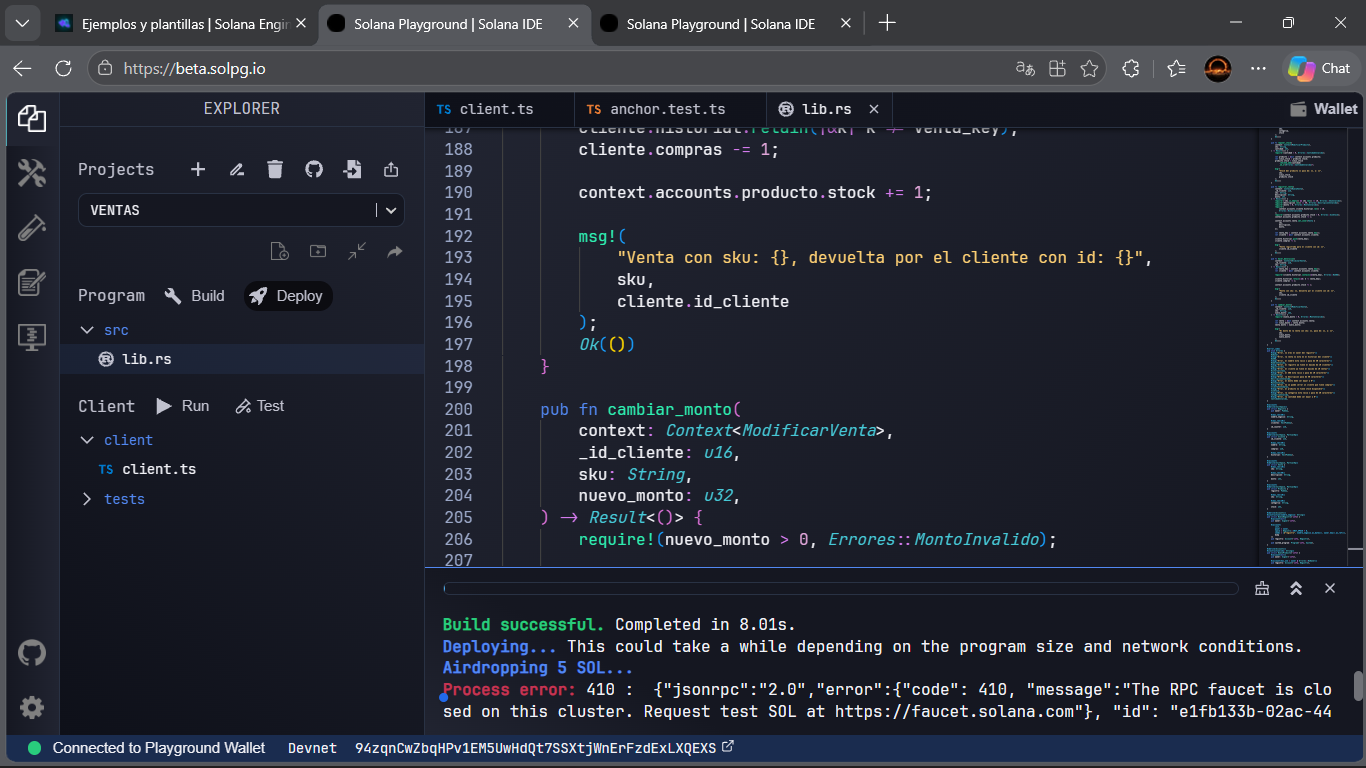 Ejemplos y plantillas | Solana Engin
Solana Playground | Solana IDE
Solana Playground | Solana IDE
https://beta.solpg.io
Chat
EXPLORER
TS client.ts
TS anchor.test.ts
lib.rs
Wallet
Projects
VENTAS
Program
Build
Deploy
src
lib.rs
Client
Run
Test
client
TS client.ts
tests
187 cliente.historial.retain(|&k| k != venta_key);
188 cliente.compras -= 1;
189
190 context.accounts.producto.stock += 1;
191
192 msg!(
193 "Venta con sku: {}, devuelta por el cliente con id: {}",
194 sku,
195 cliente.id_cliente
196 );
197 Ok(())
198 }
199
200 pub fn cambiar_monto(
201 context: Context<ModificarVenta>,
202 _id_cliente: u16,
203 sku: String,
204 nuevo_monto: u32,
205 ) -> Result<()> {
206 require!(nuevo_monto > 0, Errores::MontoInvalido);
207
Build successful. Completed in 8.01s.
Deploying... This could take a while depending on the program size and network conditions.
Airdropping 5 SOL...
Process error: 410 : {"jsonrpc":"2.0","error":{"code": 410, "message":"The RPC faucet is clo
sed on this cluster. Request test SOL at https://faucet.solana.com"}, "id": "e1fb133b-02ac-44
Connected to Playground Wallet
Devnet
94zqnCwZbqHPv1EM5UwHdQt7SSXtjWnErFzdExLXQEXS